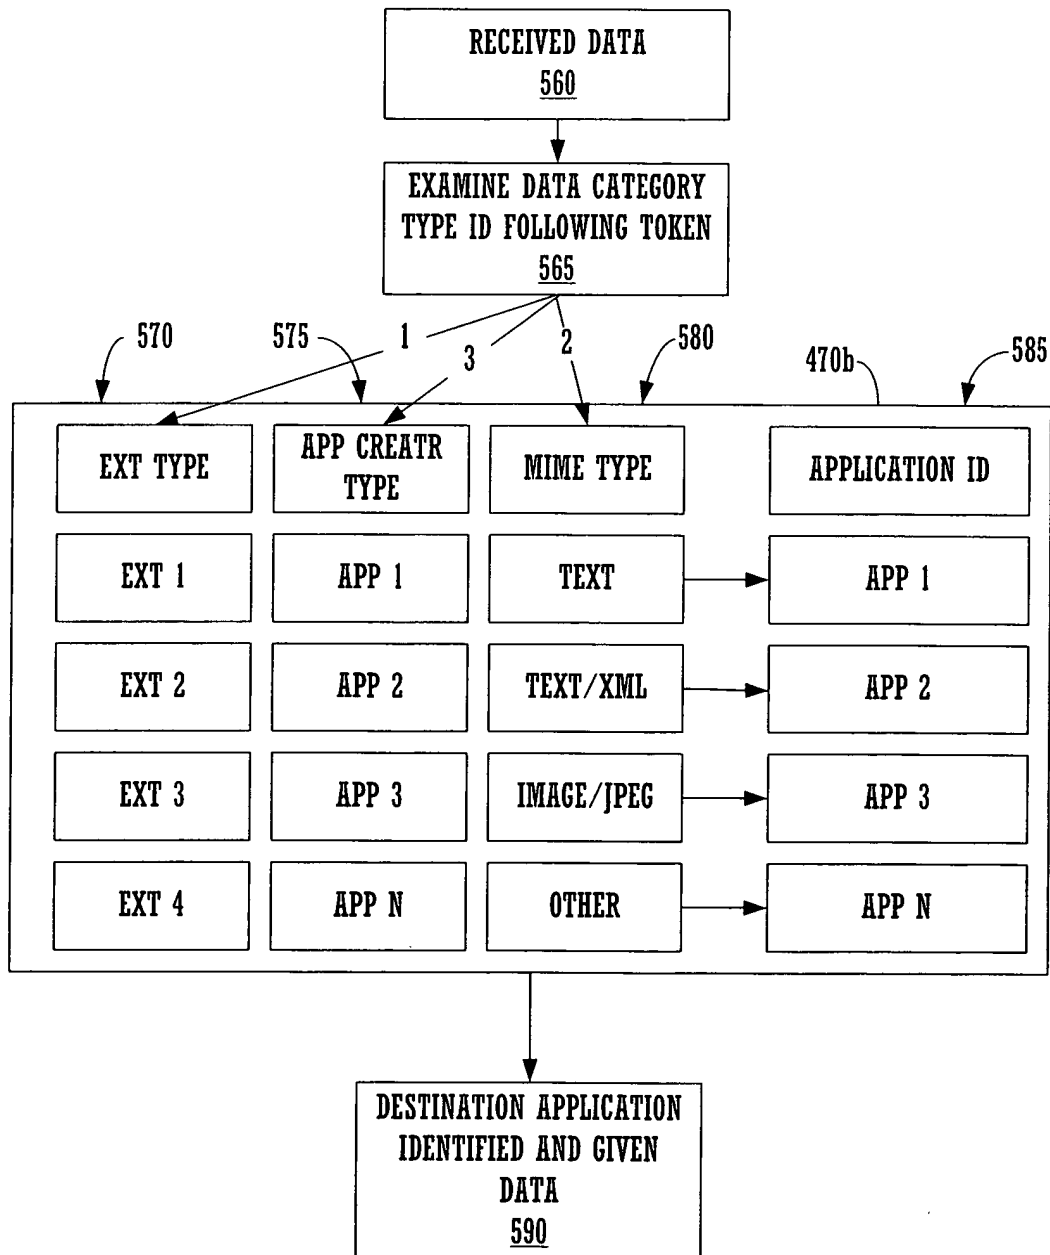 RECEIVED DATA
560
EXAMINE DATA CATEGORY
TYPE ID FOLLOWING TOKEN
565
1
3
2
570
575
580
470b
585
EXT TYPE
APP CREATR
TYPE
MIME TYPE
APPLICATION ID
EXT 1
APP 1
TEXT
APP 1
EXT 2
APP 2
TEXT/XML
APP 2
EXT 3
APP 3
IMAGE/JPEG
APP 3
EXT 4
APP N
OTHER
APP N
DESTINATION APPLICATION
IDENTIFIED AND GIVEN
DATA
590